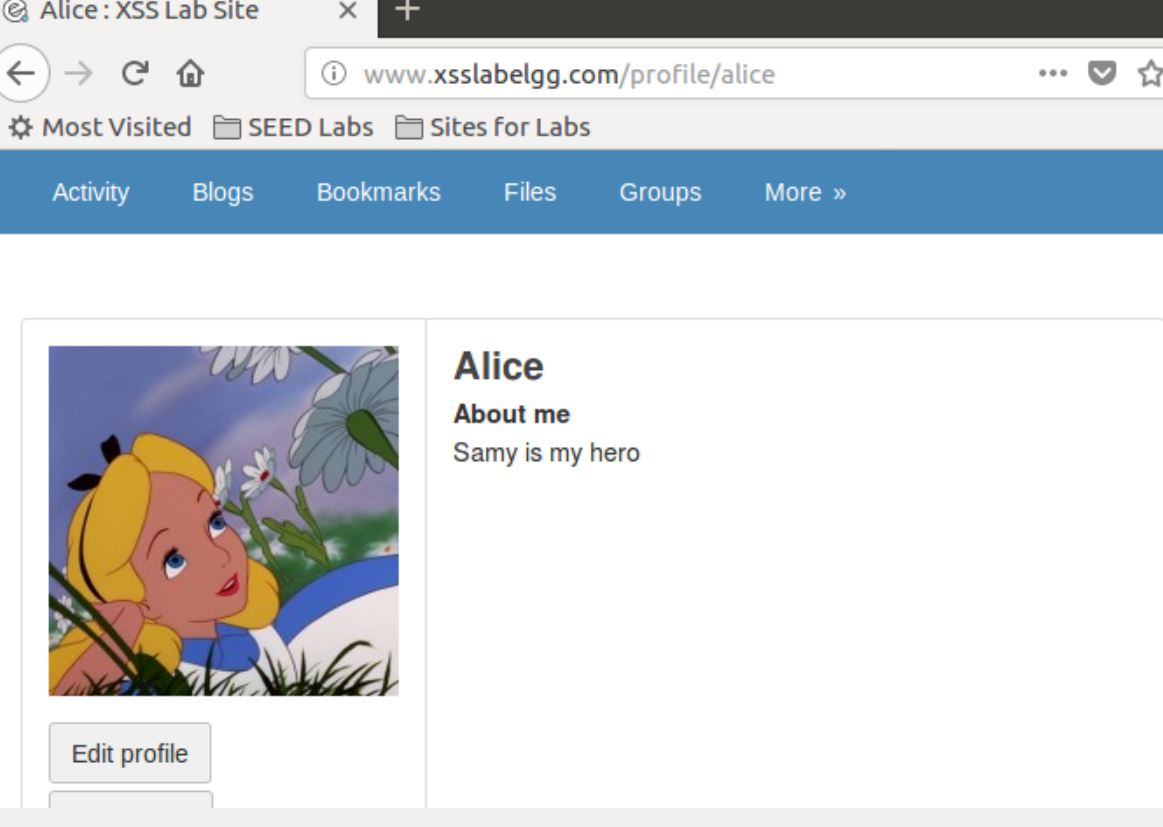 Alice : XSS Lab Site
www.xsslabelgg.com/profile/alice
Most Visited SEED Labs Sites for Labs
Activity Blogs Bookmarks Files Groups More »
Alice
About me
Samy is my hero
Edit profile